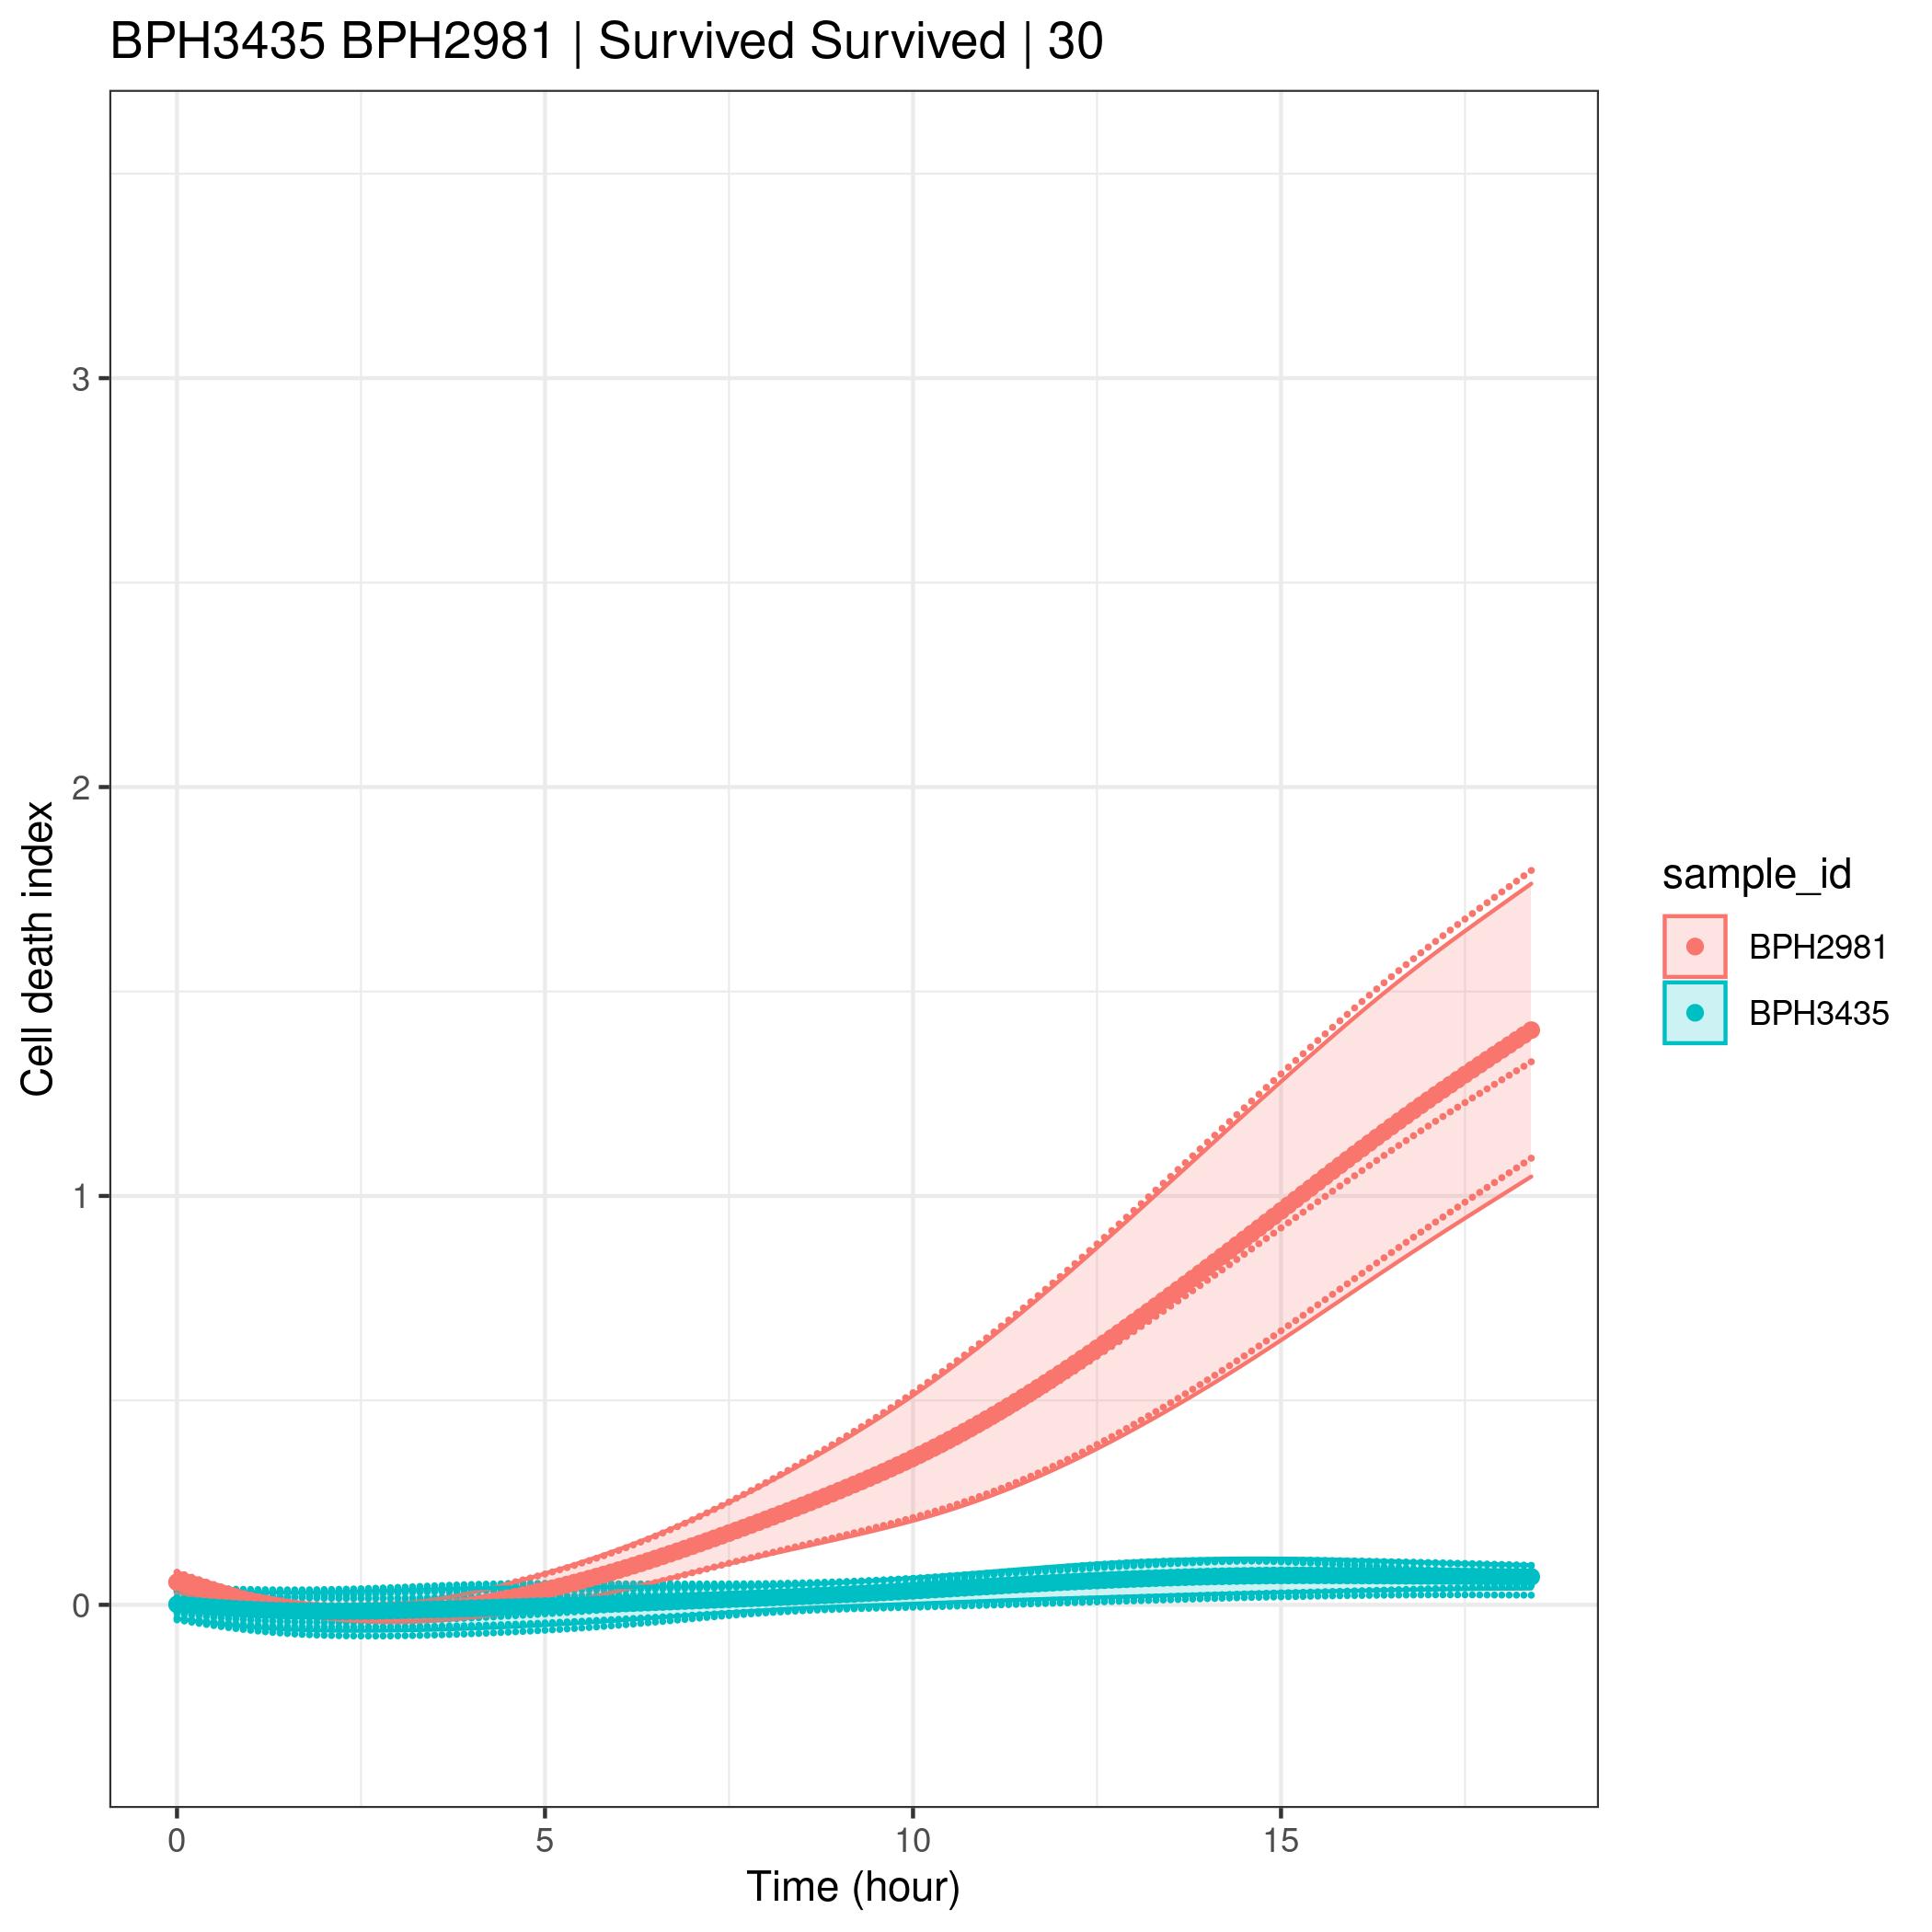 BPH3435 BPH2981 | Survived Survived | 30
3
2
1
0
Cell death index
0 5 10 15
Time (hour)
sample_id
BPH2981
BPH3435